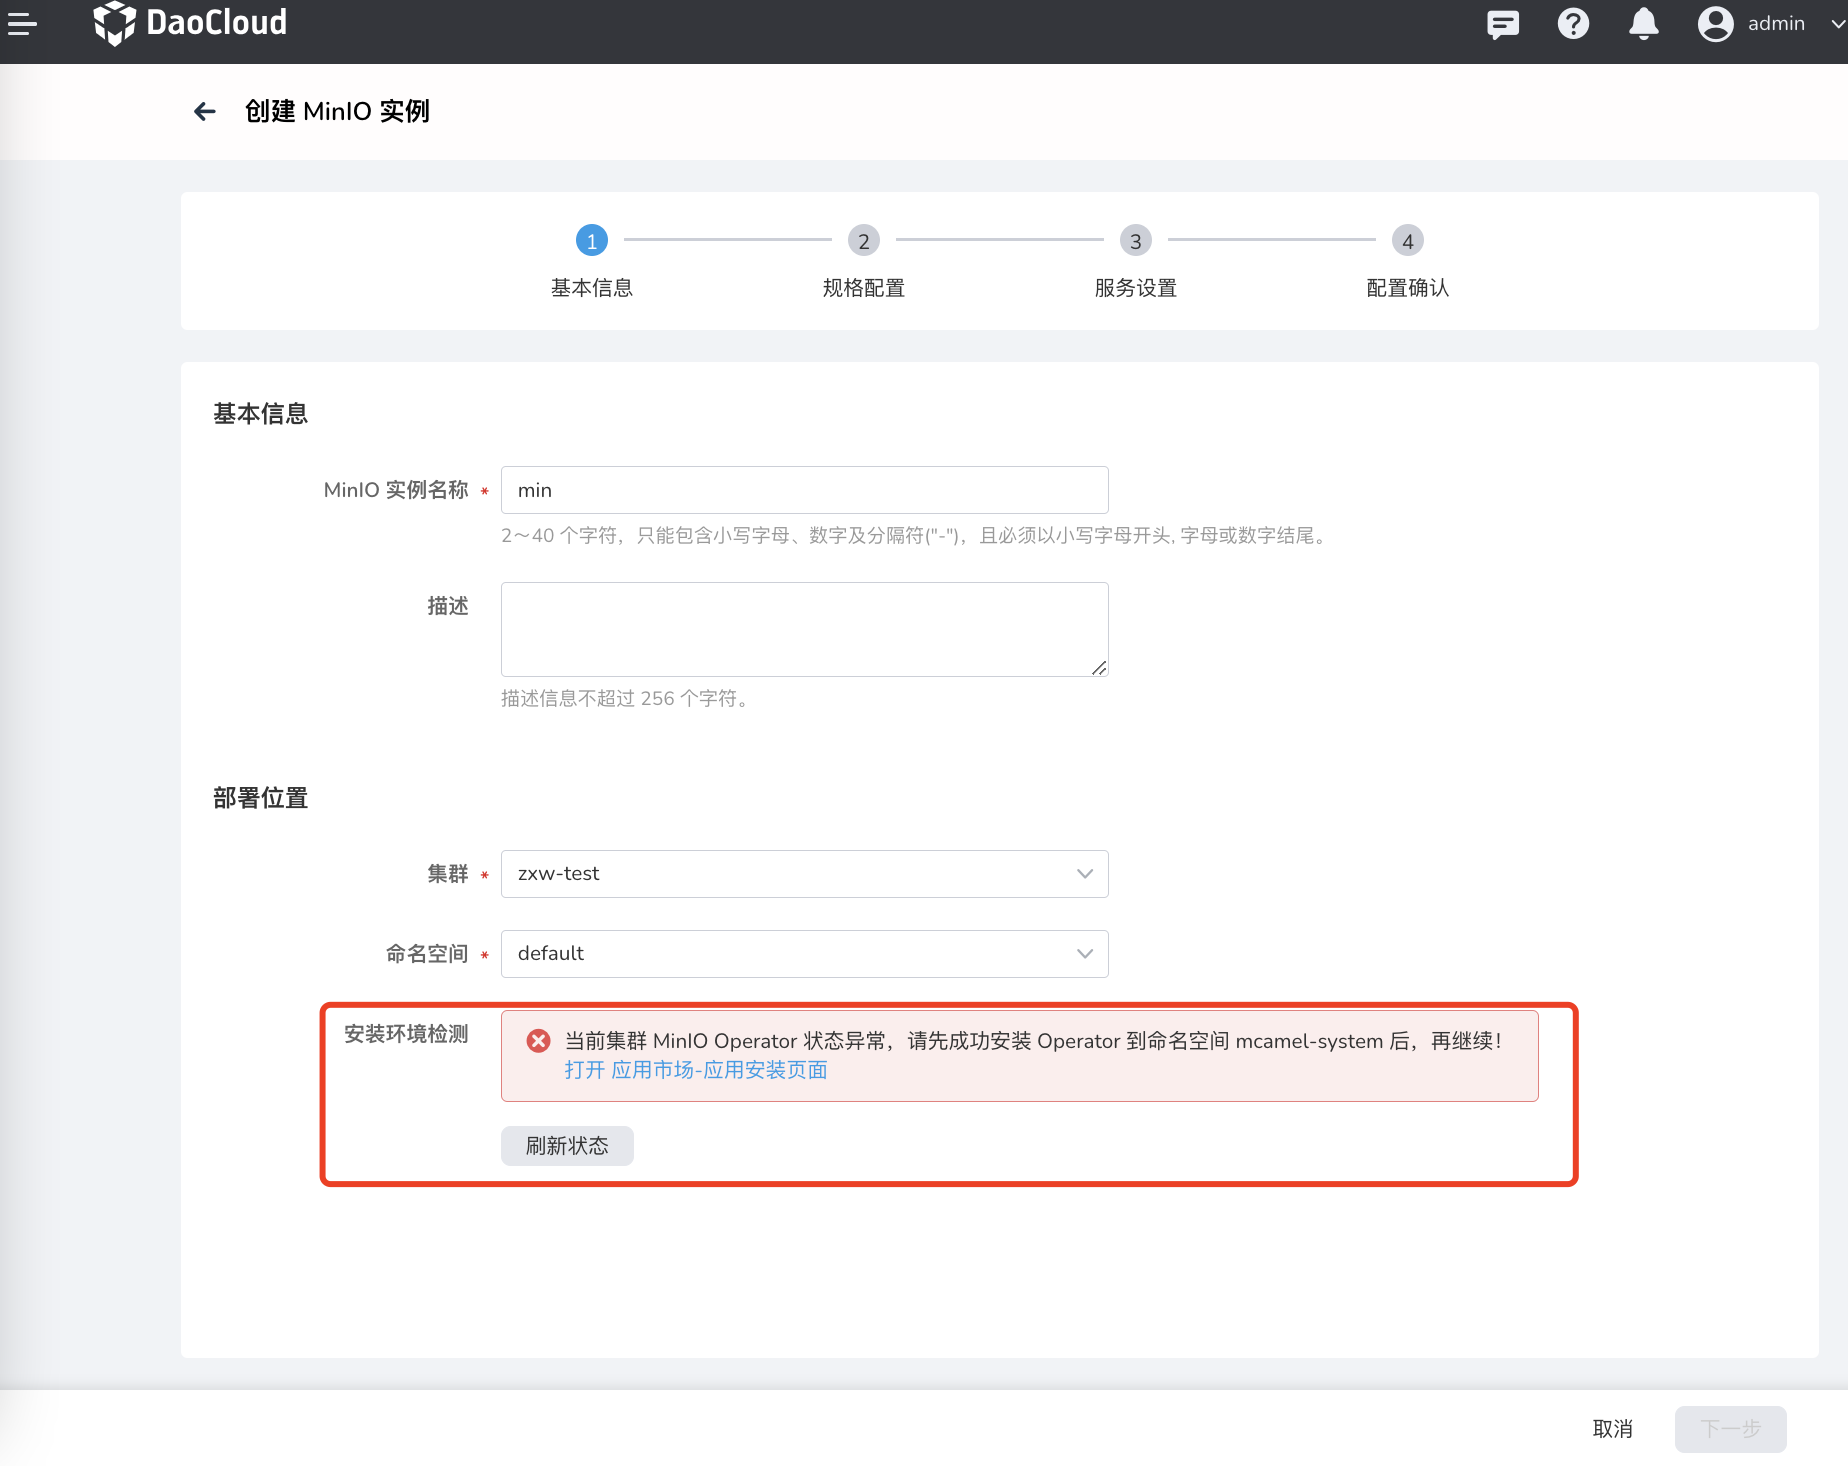 DaoCloud
admin
创建 MinIO 实例
1
2
3
4
基本信息
规格配置
服务设置
配置确认
基本信息
MinIO 实例名称 *
min
2～40 个字符，只能包含小写字母、数字及分隔符("-")，且必须以小写字母开头, 字母或数字结尾。
描述
描述信息不超过 256 个字符。
部署位置
集群 *
zxw-test
命名空间 *
default
安装环境检测
当前集群 MinIO Operator 状态异常，请先成功安装 Operator 到命名空间 mcamel-system 后，再继续！
打开 应用市场-应用安装页面
刷新状态
取消
下一步